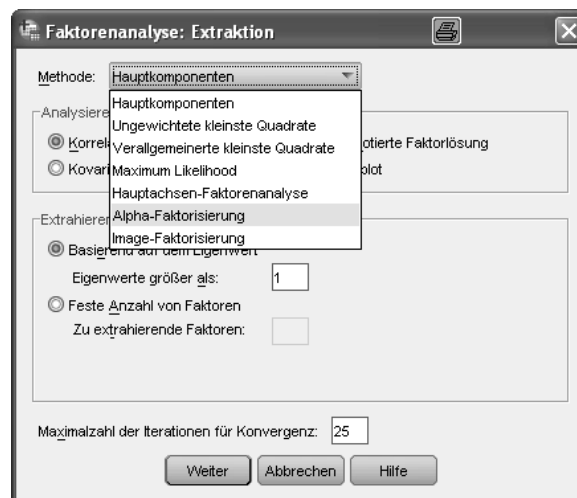 Faktorenanalyse: Extraktion
Methode: Hauptkomponenten
Hauptkomponenten
Ungewichtete kleinste Quadrate
Verallgemeinerte kleinste Quadrate
Maximum Likelihood
Hauptachsen-Faktorenanalyse
Alpha-Faktorisierung
Image-Faktorisierung
Analysiere
Korrela otierte Faktorlösung
Kovari plot
Extrahieren
Basierend auf dem Eigenwert
Eigenwerte größer als: 1
Feste Anzahl von Faktoren
Zu extrahierende Faktoren:
Maximalzahl der Iterationen für Konvergenz: 25
Weiter Abbrechen Hilfe